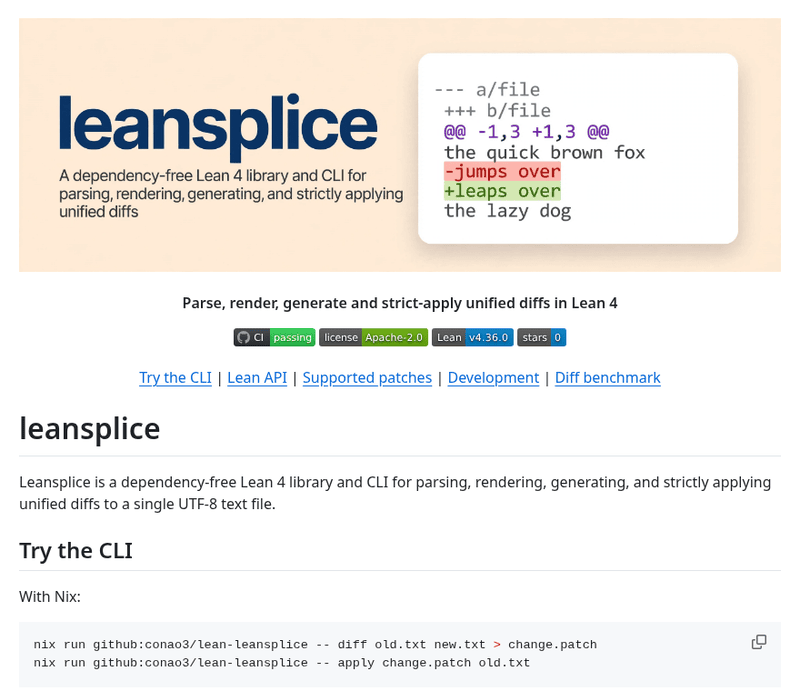 leansplice
A dependency-free Lean 4 library and CLI for
parsing, rendering, generating, and strictly applying
unified diffs
--- a/file
+++ b/file
@@ -1,3 +1,3 @@
the quick brown fox
-jumps over
+leaps over
the lazy dog
Parse, render, generate and strict-apply unified diffs in Lean 4
CI passing license Apache-2.0 Lean v4.36.0 stars 0
Try the CLI | Lean API | Supported patches | Development | Diff benchmark
leansplice
Leansplice is a dependency-free Lean 4 library and CLI for parsing, rendering, generating, and strictly applying
unified diffs to a single UTF-8 text file.
Try the CLI
With Nix:
nix run github:conao3/lean-leansplice -- diff old.txt new.txt > change.patch
nix run github:conao3/lean-leansplice -- apply change.patch old.txt